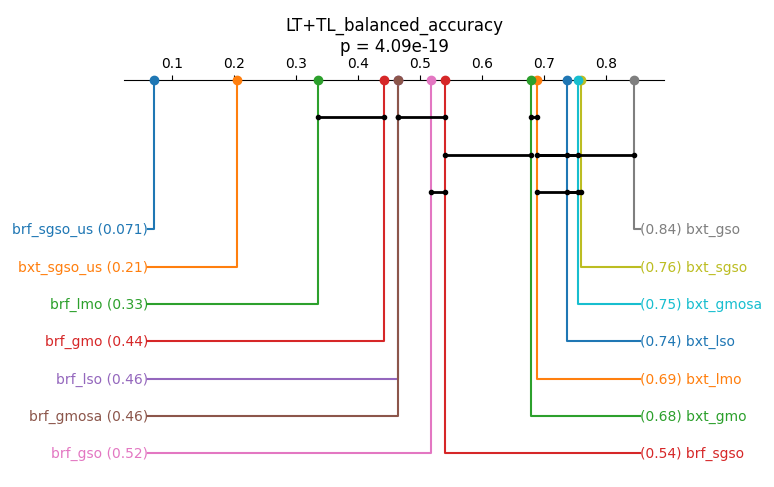 LT+TL_balanced_accuracy
p = 4.09e-19
0.1 0.2 0.3 0.4 0.5 0.6 0.7 0.8
brf_sgso_us (0.071)
(0.84) bxt_gso
bxt_sgso_us (0.21)
(0.76) bxt_sgso
brf_lmo (0.33)
(0.75) bxt_gmosa
brf_gmo (0.44)
(0.74) bxt_lso
brf_lso (0.46)
(0.69) bxt_lmo
brf_gmosa (0.46)
(0.68) bxt_gmo
brf_gso (0.52)
(0.54) brf_sgso